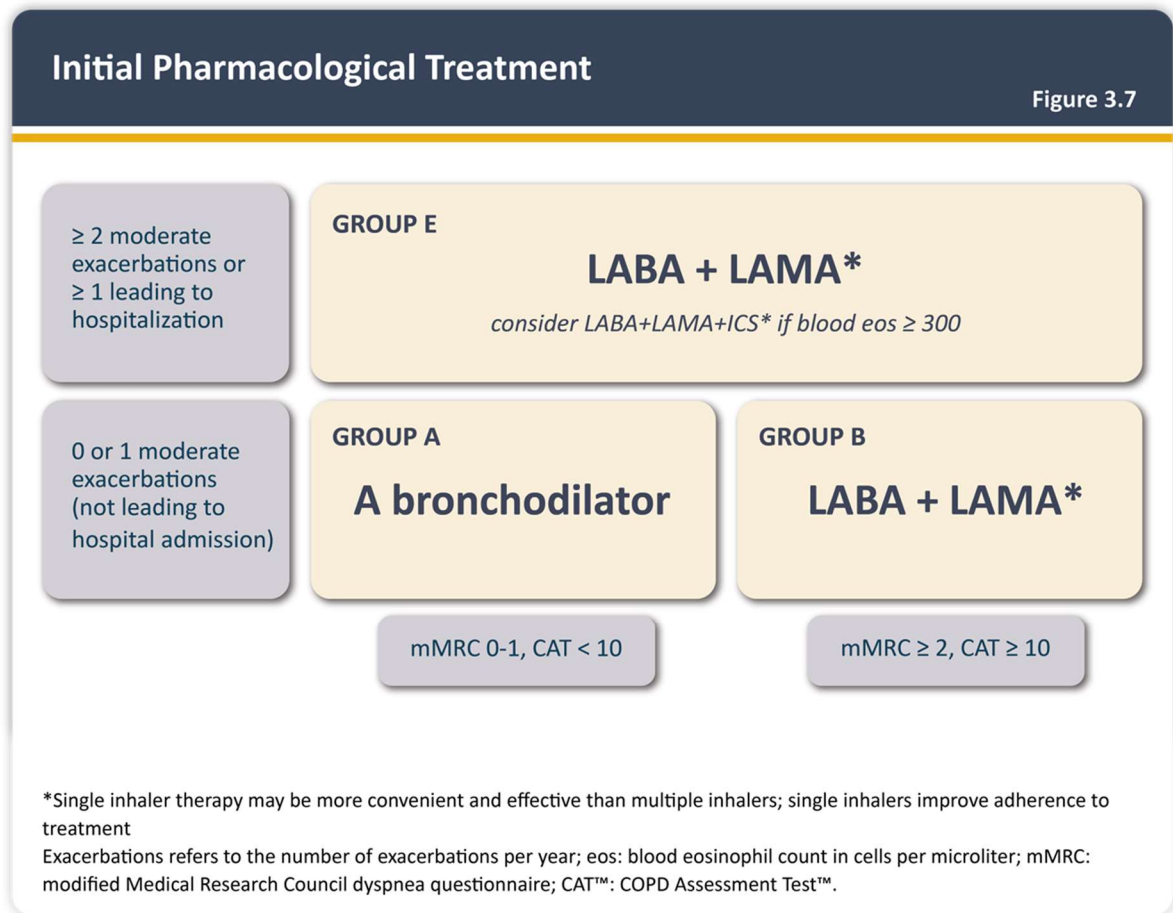 Initial Pharmacological Treatment
Figure 3.7
≥ 2 moderate
exacerbations or
≥ 1 leading to
hospitalization
GROUP E
LABA + LAMA*
consider LABA+LAMA+ICS* if blood eos ≥ 300
0 or 1 moderate
exacerbations
(not leading to
hospital admission)
GROUP A
A bronchodilator
GROUP B
LABA + LAMA*
mMRC 0-1, CAT < 10
mMRC ≥ 2, CAT ≥ 10
*Single inhaler therapy may be more convenient and effective than multiple inhalers; single inhalers improve adherence to
treatment
Exacerbations refers to the number of exacerbations per year; eos: blood eosinophil count in cells per microliter; mMRC:
modified Medical Research Council dyspnea questionnaire; CAT™: COPD Assessment Test™.